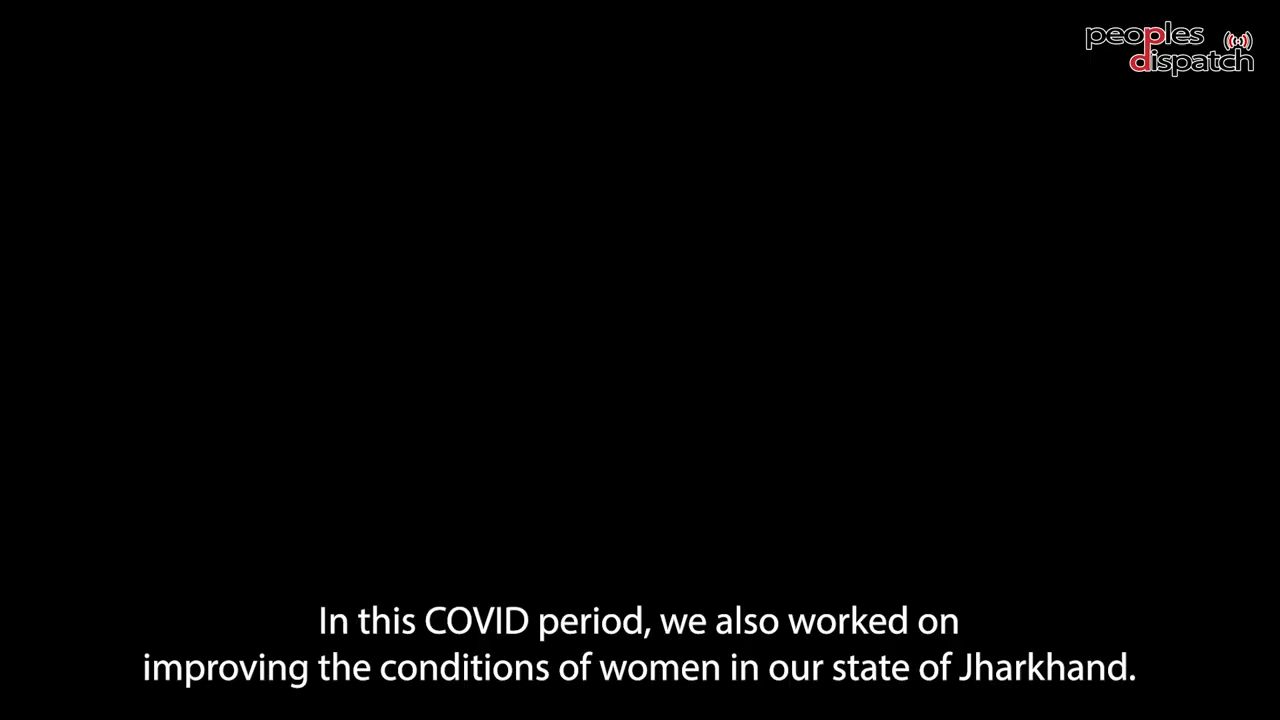 peoples
dispatch
In this COVID period, we also worked on
improving the conditions of women in our state of Jharkhand.